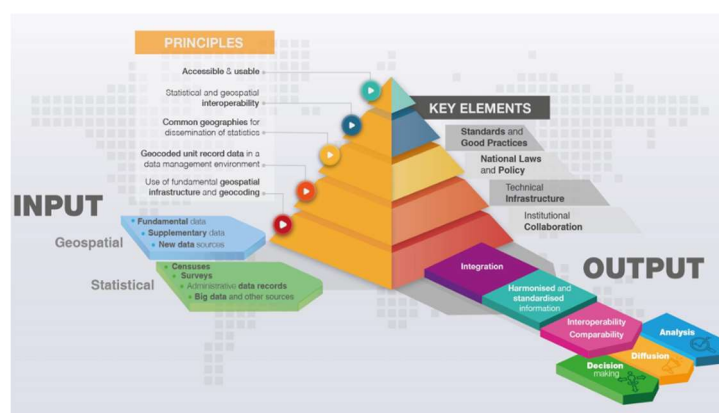 PRINCIPLES
Accessible & usable
Statistical and geospatial
interoperability
Common geographies for
dissemination of statistics
Geocoded unit record data in a
data management environment
Use of fundamental geospatial
infrastructure and geocoding
KEY ELEMENTS
Standards and
Good Practices
National Laws
and Policy
Technical
Infrastructure
Institutional
Collaboration
INPUT
Geospatial
• Fundamental data
• Supplementary data
• New data sources
Statistical
• Censuses
• Surveys
• Administrative data records
• Big data and other sources
OUTPUT
Integration
Harmonised and
standardised
information
Interoperability
Comparability
Analysis
Diffusion
Decision
making